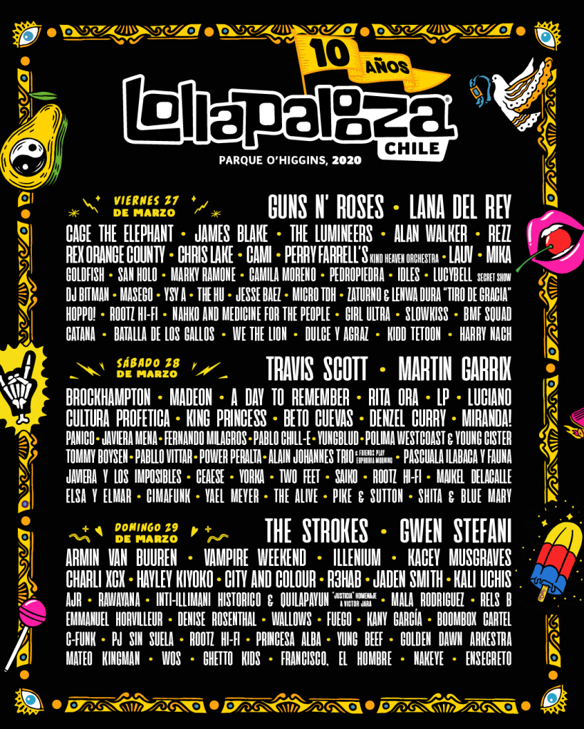 10 AÑOS
Lollapalooza
CHILE
PARQUE O'HIGGINS, 2020
VIERNES 27
DE MARZO
GUNS N' ROSES • LANA DEL REY
CAGE THE ELEPHANT • JAMES BLAKE • THE LUMINEERS • ALAN WALKER • REZZ
REX ORANGE COUNTY • CHRIS LAKE • CAMI • PERRY FARRELL'S KIND HEAVEN ORCHESTRA • LAUV • MIKA
GOLDFISH • SAN HOLO • MARKY RAMONE • CAMILA MORENO • PEDROPIEDRA • IDLES • LUCYBELL SECRET SHOW
DJ BITMAN • MASEGO • YSY A • THE HU • JESSE BAEZ • MICRO TDH • ZATURNO & LENWA DURA "TIRO DE GRACIA"
HOPPO! • ROOTZ HI-FI • NAHKO AND MEDICINE FOR THE PEOPLE • GIRL ULTRA • SLOWKISS • BMF SQUAD
CATANA • BATALLA DE LOS GALLOS • WE THE LION • DULCE Y AGRAZ • KIDD TETOON • HARRY NACH
SÁBADO 28
DE MARZO
TRAVIS SCOTT • MARTIN GARRIX
BROCKHAMPTON • MADEON • A DAY TO REMEMBER • RITA ORA • LP • LUCIANO
CULTURA PROFETICA • KING PRINCESS • BETO CUEVAS • DENZEL CURRY • MIRANDA!
PANICO • JAVIERA MENA • FERNANDO MILAGROS • PABLO CHILL-E • YUNGBLUD • POLIMA WESTCOAST & YOUNG CISTER
TOMMY BOYSEN • PABLLO VITTAR • POWER PERALTA • ALAIN JOHANNES TRIO & FRIENDS PLAY EUPHORIA MOURNING • PASCUALA ILABACA Y FAUNA
JAVIERA Y LOS IMPOSIBLES • CEAESE • YORKA • TWO FEET • SAIKO • ROOTZ HI-FI • MAIKEL DELACALLE
ELSA Y ELMAR • CIMAFUNK • YAEL MEYER • THE ALIVE • PIKE & SUTTON • SHITA & BLUE MARY
DOMINGO 29
DE MARZO
THE STROKES • GWEN STEFANI
ARMIN VAN BUUREN • VAMPIRE WEEKEND • ILLENIUM • KACEY MUSGRAVES
CHARLI XCX • HAYLEY KIYOKO • CITY AND COLOUR • R3HAB • JADEN SMITH • KALI UCHIS
AJR • RAWAYANA • INTI-ILLIMANI HISTORICO & QUILAPAYUN "JUSTICIA" HOMENAJE A VICTOR JARA • MALA RODRIGUEZ • RELS B
EMMANUEL HORVILLEUR • DENISE ROSENTHAL • WALLOWS • FUEGO • KANY GARCÍA • BOOMBOX CARTEL
C-FUNK • PJ SIN SUELA • ROOTZ HI-FI • PRINCESA ALBA • YUNG BEEF • GOLDEN DAWN ARKESTRA
MATEO KINGMAN • WOS • GHETTO KIDS • FRANCISCO, EL HOMBRE • NAKEYE • ENSECRETO